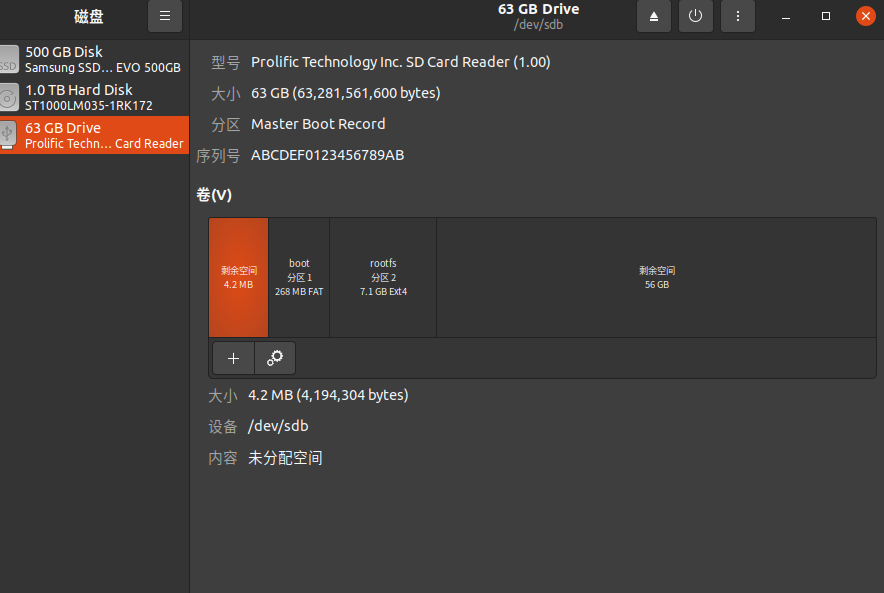 磁盘
63 GB Drive
/dev/sdb
500 GB Disk
Samsung SSD... EVO 500GB
1.0 TB Hard Disk
ST1000LM035-1RK172
63 GB Drive
Prolific Techn... Card Reader
型号 Prolific Technology Inc. SD Card Reader (1.00)
大小 63 GB (63,281,561,600 bytes)
分区 Master Boot Record
序列号 ABCDEF0123456789AB
卷(V)
剩余空间
4.2 MB
boot
分区 1
268 MB FAT
rootfs
分区 2
7.1 GB Ext4
剩余空间
56 GB
大小 4.2 MB (4,194,304 bytes)
设备 /dev/sdb
内容 未分配空间